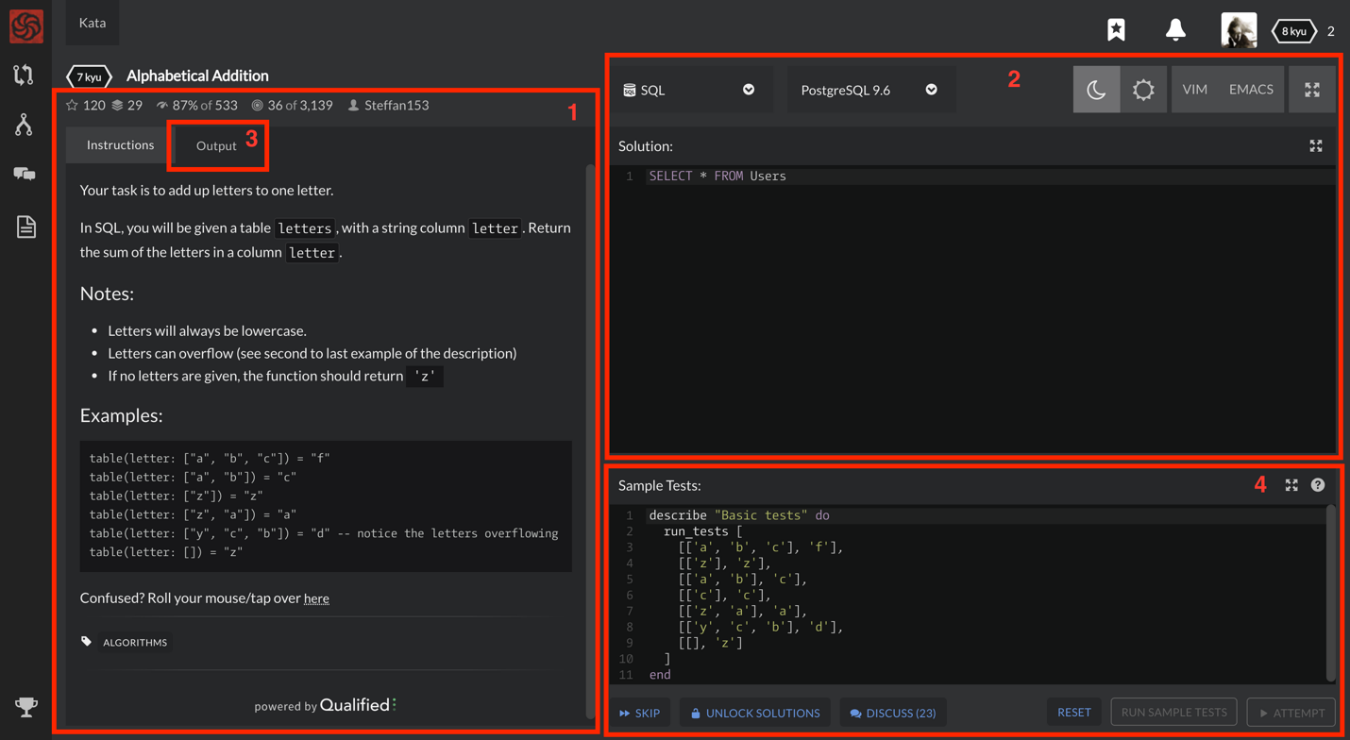 Kata
8 kyu 2
7 kyu Alphabetical Addition
120 29 87% of 533 36 of 3,139 Steffan153
1
Instructions
Output
3
Your task is to add up letters to one letter.
In SQL, you will be given a table letters, with a string column letter. Return
the sum of the letters in a column letter.
Notes:
• Letters will always be lowercase.
• Letters can overflow (see second to last example of the description)
• If no letters are given, the function should return 'z'
Examples:
table(letter: ["a", "b", "c"]) = "f"
table(letter: ["a", "b"]) = "c"
table(letter: ["z"]) = "z"
table(letter: ["z", "a"]) = "a"
table(letter: ["y", "c", "b"]) = "d" -- notice the letters overflowing
table(letter: []) = "z"
Confused? Roll your mouse/tap over here
ALGORITHMS
powered by Qualified
SQL
PostgreSQL 9.6
2
VIM EMACS
Solution:
1 SELECT * FROM Users
Sample Tests:
4
?
1 describe "Basic tests" do
2 run_tests [
3 [['a', 'b', 'c'], 'f'],
4 [['z'], 'z'],
5 [['a', 'b'], 'c'],
6 [['c'], 'c'],
7 [['z', 'a'], 'a'],
8 [['y', 'c', 'b'], 'd'],
9 [[], 'z']
10 ]
11 end
SKIP UNLOCK SOLUTIONS DISCUSS (23) RESET RUN SAMPLE TESTS ATTEMPT